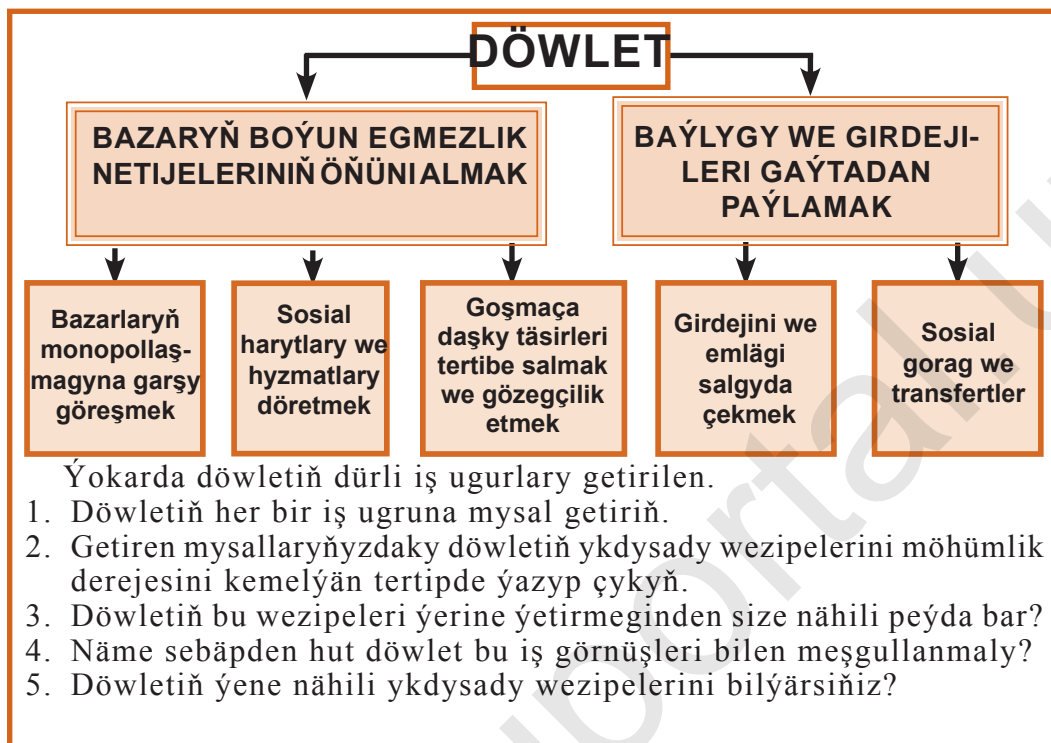 DÖWLET
BAZARYŇ BOÝUN EGMEZLIK
NETIJELERINIŇ ÖŇÜNI ALMAK
BAÝLYGY WE GIRDEJI-
LERI GAÝTADAN
PAÝLAMAK
Bazarlaryň
monopollaş-
magyna garşy
göreşmek
Sosial
harytlary we
hyzmatlary
döretmek
Goşmaça
daşky täsirleri
tertibe salmak
we gözegçilik
etmek
Girdejini we
emlägi
salgyda
çekmek
Sosial
gorag we
transfertler
Ýokarda döwletiň dürli iş ugurlary getirilen.
1. Döwletiň her bir iş ugruna mysal getiriň.
2. Getiren mysallaryňyzdaky döwletiň ykdysady wezipelerini möhümlik
derejesini kemelýän tertipde ýazyp çykyň.
3. Döwletiň bu wezipeleri ýerine ýetirmeginden size nähili peýda bar?
4. Näme sebäpden hut döwlet bu iş görnüşleri bilen meşgullanmaly?
5. Döwletiň ýene nähili ykdysady wezipelerini bilýärsiňiz?